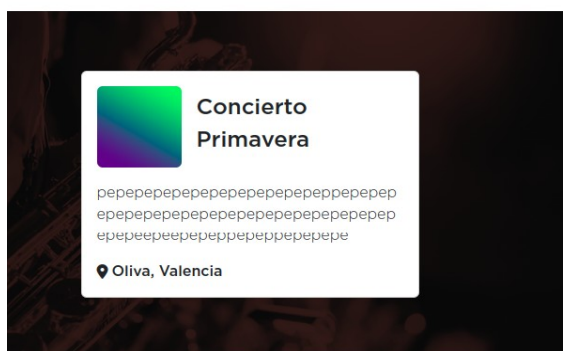 Concierto
Primavera
pepepepepepepepepepepepeppepepep
epepepepepepepepepepepepepepepep
epepeepeepepeppepeppepepepe
Oliva, Valencia